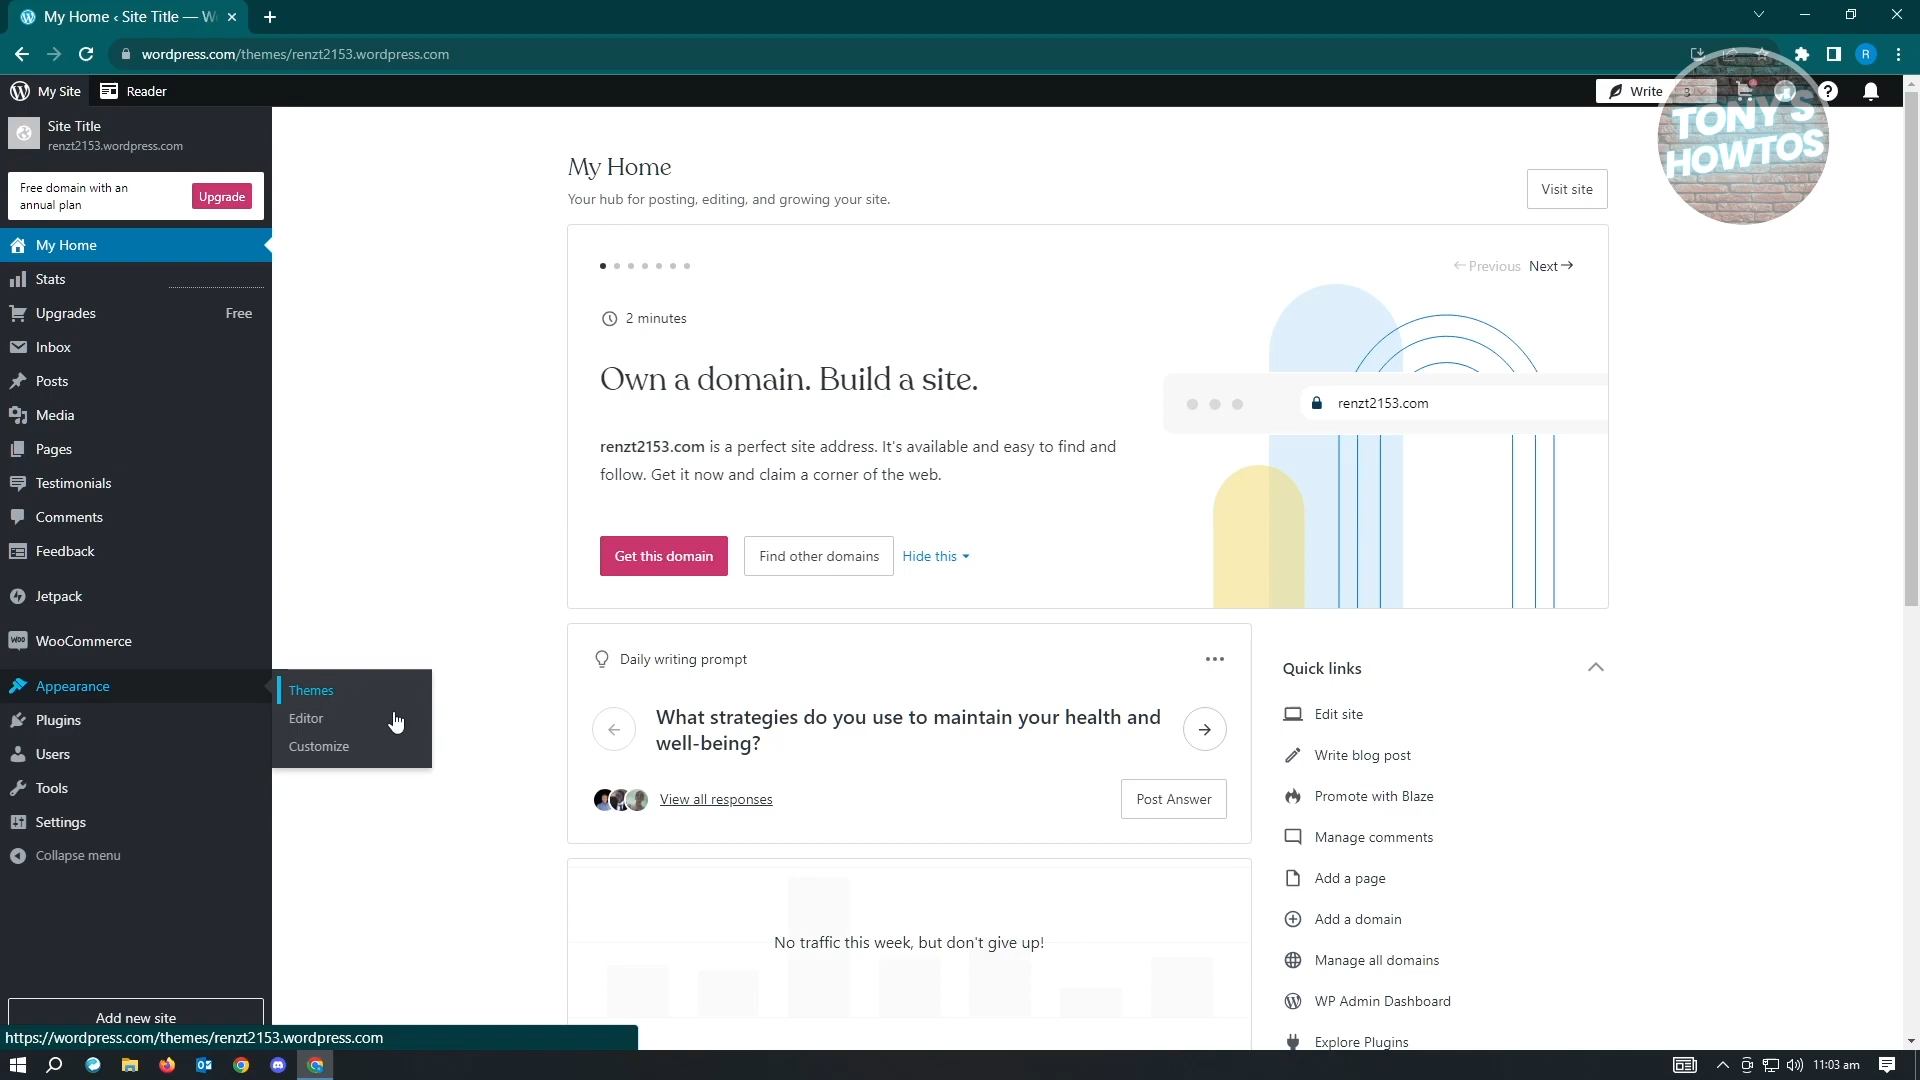 My Home ‹ Site Title — W
wordpress.com/themes/renzt2153.wordpress.com
R
My Site
Reader
Write
3
TONY'S
HOWTOS
Site Title
renzt2153.wordpress.com
Free domain with an
annual plan
Upgrade
My Home
Stats
Upgrades
Free
Inbox
Posts
Media
Pages
Testimonials
Comments
Feedback
Jetpack
WOO
WooCommerce
Appearance
Themes
Editor
Customize
Plugins
Users
Tools
Settings
Collapse menu
Add new site
https://wordpress.com/themes/renzt2153.wordpress.com
My Home
Your hub for posting, editing, and growing your site.
Visit site
Previous
Next
2 minutes
Own a domain. Build a site.
renzt2153.com is a perfect site address. It's available and easy to find and
follow. Get it now and claim a corner of the web.
Get this domain
Find other domains
Hide this
renzt2153.com
Daily writing prompt
What strategies do you use to maintain your health and
well-being?
View all responses
Post Answer
No traffic this week, but don't give up!
Quick links
Edit site
Write blog post
Promote with Blaze
Manage comments
Add a page
Add a domain
Manage all domains
WP Admin Dashboard
Explore Plugins
11:03 am